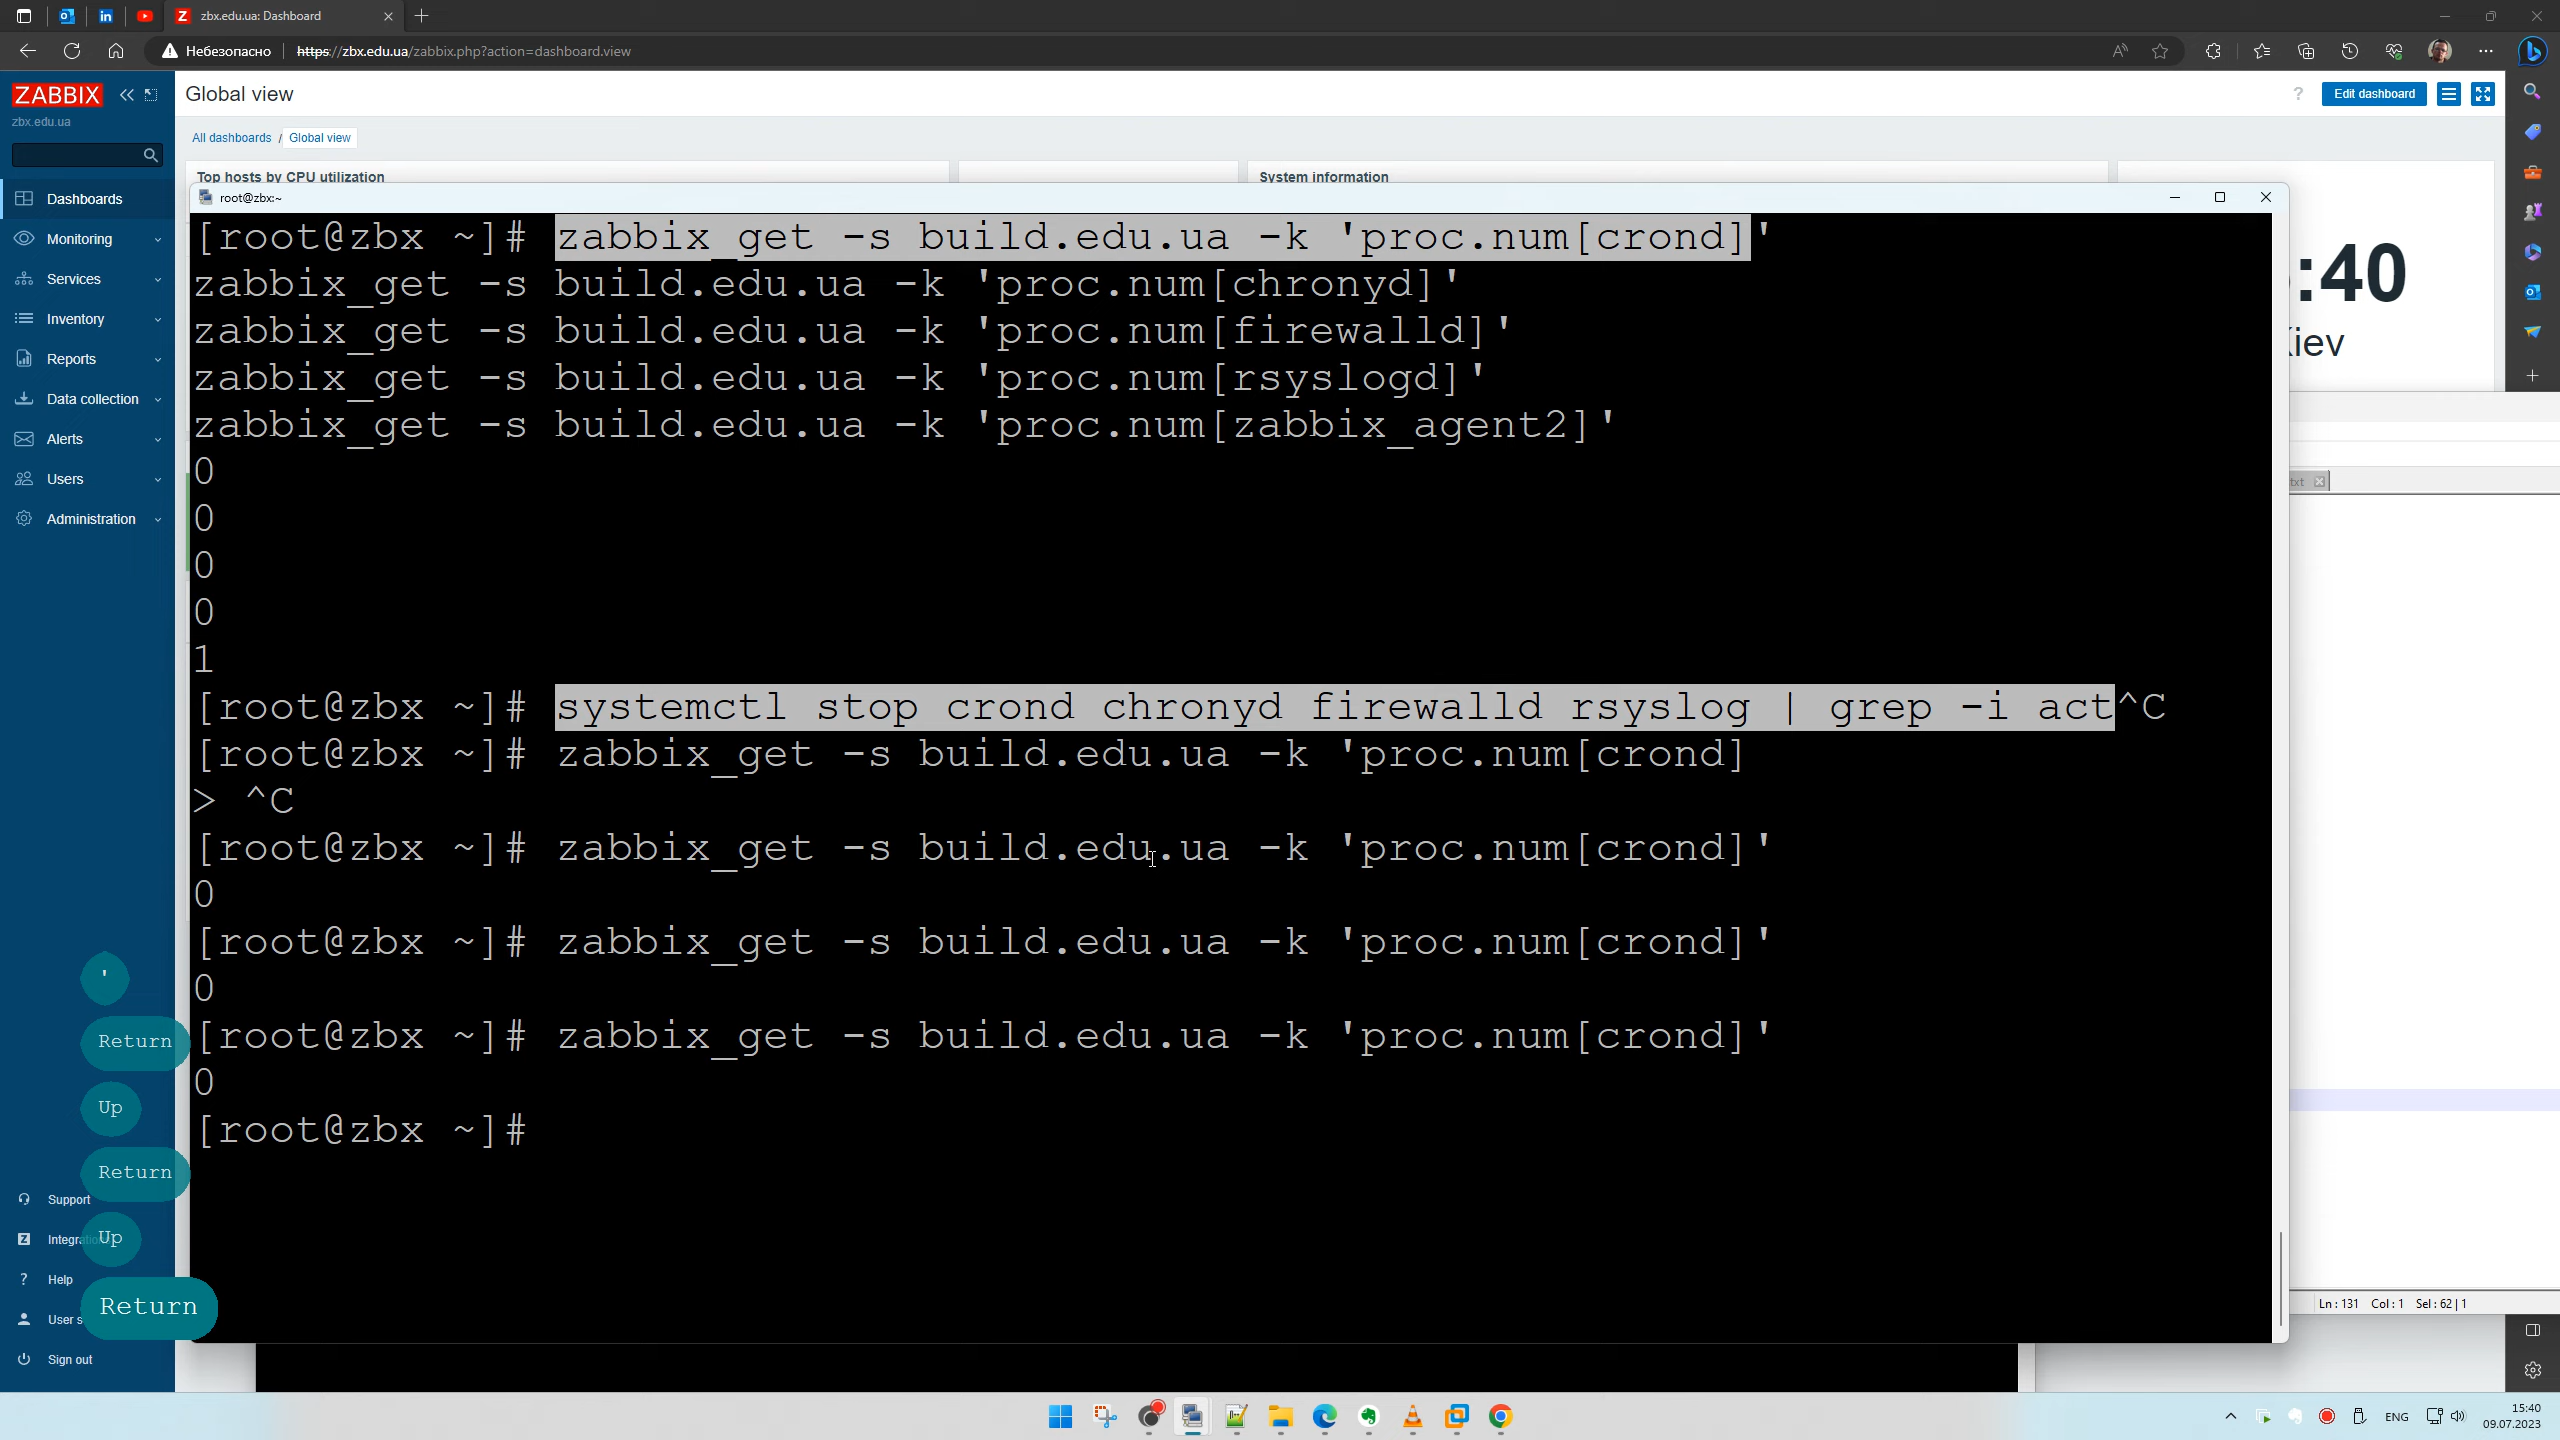 zbx.edu.ua: Dashboard
Небезопасно
https://zbx.edu.ua/zabbix.php?action=dashboard.view
ZABBIX
zbx.edu.ua
Global view
Edit dashboard
All dashboards / Global view
Top hosts by CPU utilization
System information
Dashboards
Monitoring
Services
Inventory
Reports
Data collection
Alerts
Users
Administration
Support
Help
Sign out
:40
root@zbx:~
[root@zbx ~]# zabbix_get -s build.edu.ua -k 'proc.num[crond]'
zabbix_get -s build.edu.ua -k 'proc.num[chronyd]'
zabbix_get -s build.edu.ua -k 'proc.num[firewalld]'
zabbix_get -s build.edu.ua -k 'proc.num[rsyslogd]'
zabbix_get -s build.edu.ua -k 'proc.num[zabbix_agent2]'
0
0
0
0
1
[root@zbx ~]# systemctl stop crond chronyd firewalld rsyslog | grep -i act^C
[root@zbx ~]# zabbix_get -s build.edu.ua -k 'proc.num[crond]
> ^C
[root@zbx ~]# zabbix_get -s build.edu.ua -k 'proc.num[crond]'
0
[root@zbx ~]# zabbix_get -s build.edu.ua -k 'proc.num[crond]'
0
[root@zbx ~]# zabbix_get -s build.edu.ua -k 'proc.num[crond]'
0
[root@zbx ~]#
'
Return
Up
Return
Up
Return
Ln: 131 Col: 1 Sel: 62 | 1
ENG
15:40
09.07.2023